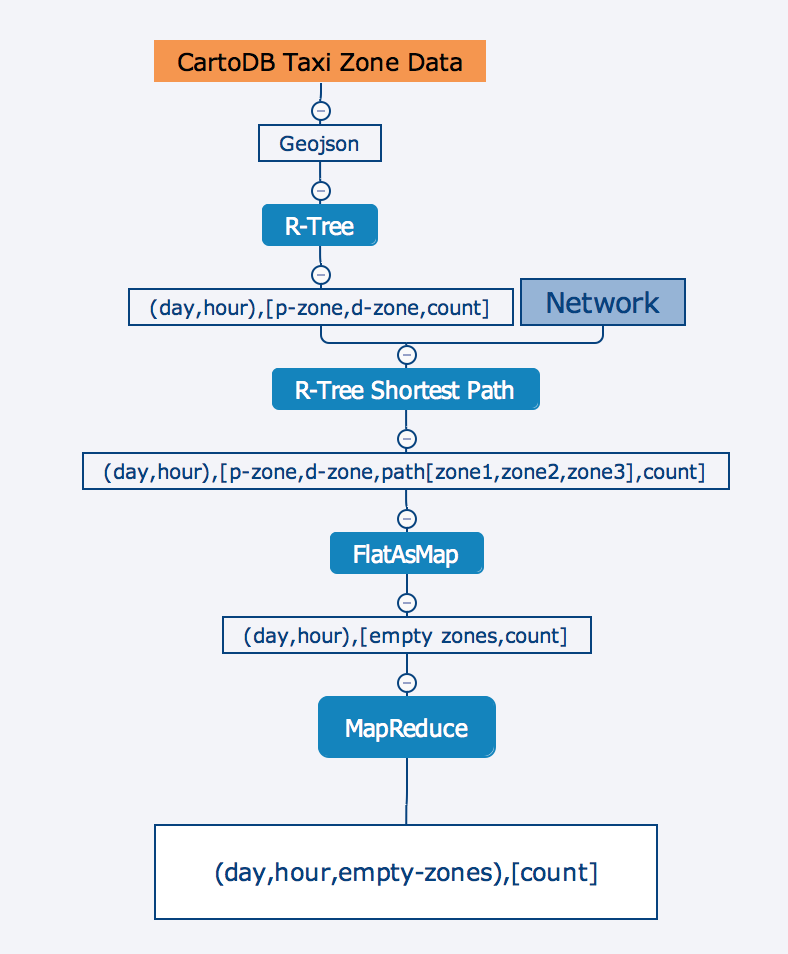 CartoDB Taxi Zone Data
Geojson
R-Tree
(day,hour),[p-zone,d-zone,count]
Network
R-Tree Shortest Path
(day,hour),[p-zone,d-zone,path[zone1,zone2,zone3],count]
FlatAsMap
(day,hour),[empty zones,count]
MapReduce
(day,hour,empty-zones),[count]